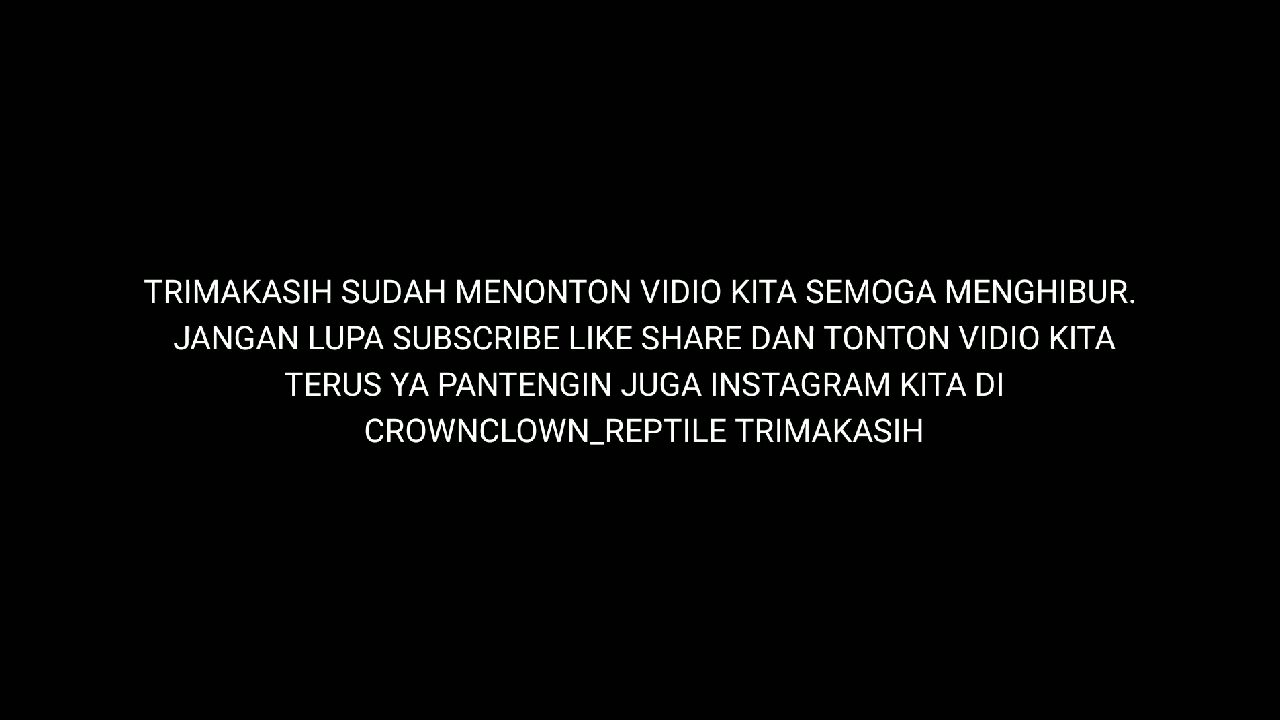 TRIMAKASIH SUDAH MENONTON VIDIO KITA SEMOGA MENGHIBUR.
JANGAN LUPA SUBSCRIBE LIKE SHARE DAN TONTON VIDIO KITA
TERUS YA PANTENGIN JUGA INSTAGRAM KITA DI
CROWNCLOWN_REPTILE TRIMAKASIH